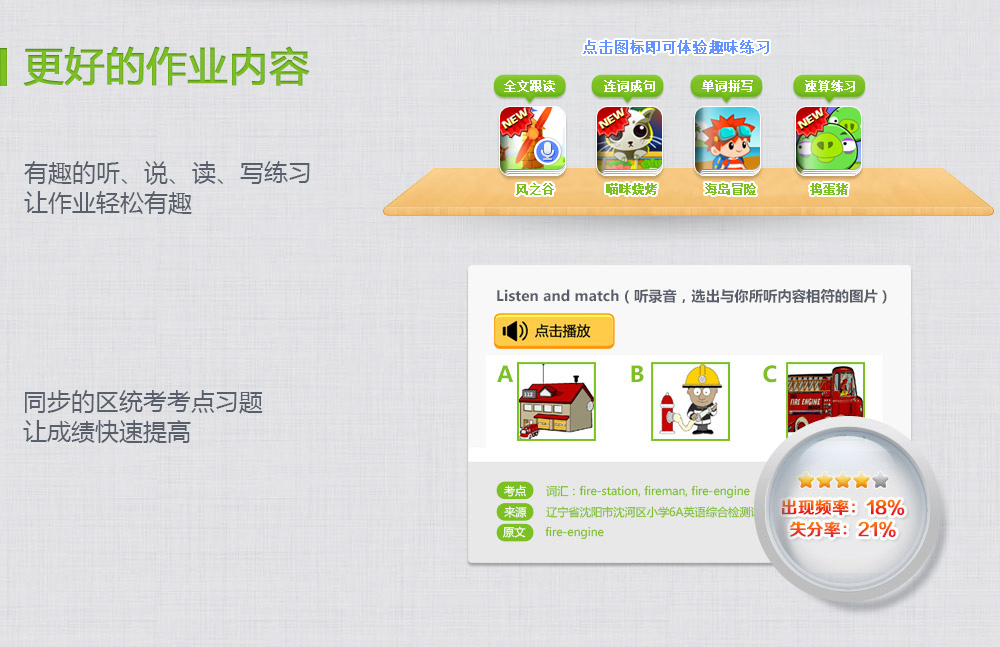 更好的作业内容
有趣的听、说、读、写练习
让作业轻松有趣
点击图标即可体验趣味练习
全文跟读 连词成句 单词拼写 速算练习
NEW NEW NEW
风之谷 喵咪烧烤 海岛冒险 捣蛋猪
同步的区统考考点习题
让成绩快速提高
Listen and match ( 听录音，选出与你所听内容相符的图片 )
点击播放
A B C
FIRE ENGINE
考点 词汇：fire-station, fireman, fire-engine
来源 辽宁省沈阳市沈河区小学6A英语综合检测
原文 fire-engine
出现频率：18%
失分率：21%